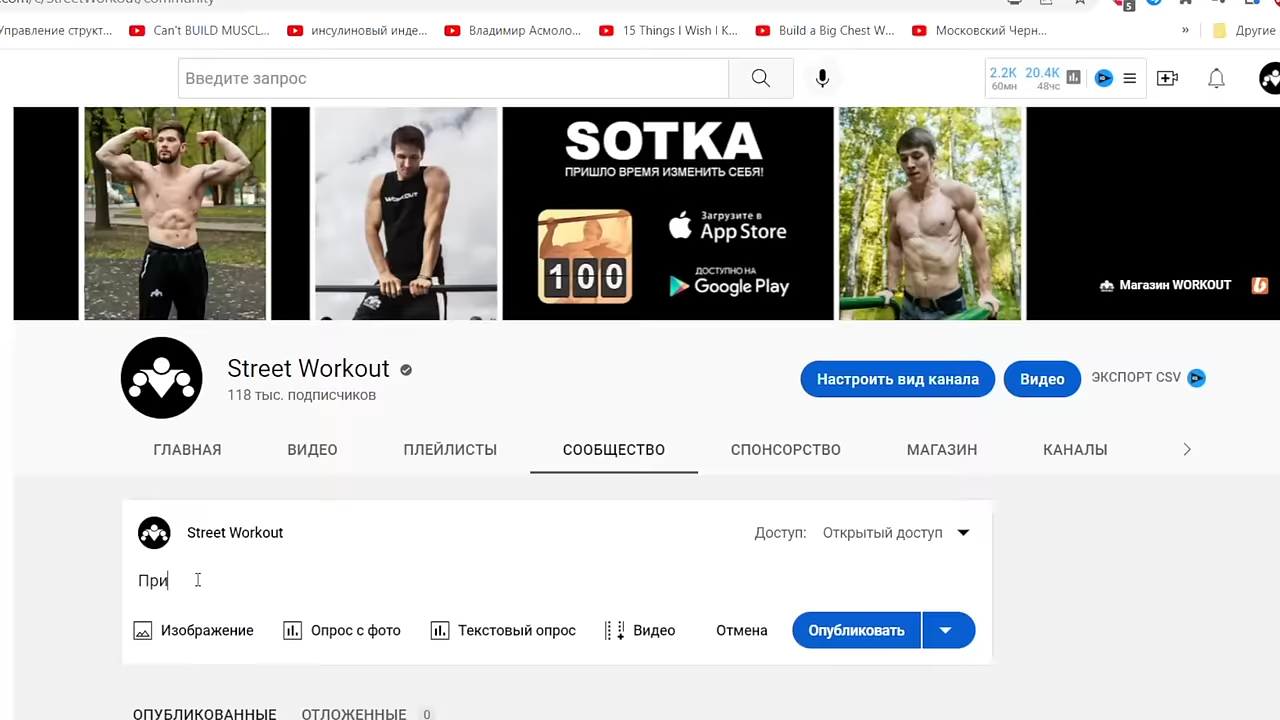 Управление структ...
Can't BUILD MUSCL...
инсулиновый инде...
Владимир Асмоло...
15 Things I Wish I K...
Build a Big Chest W...
Московский Черн...
»
Другие
5
Введите запрос
2.2K 20.4K
60мн 48чс
WORKOUT
SOTKA
ПРИШЛО ВРЕМЯ ИЗМЕНИТЬ СЕБЯ!
100
Загрузите в
App Store
ДОСТУПНО НА
Google Play
Магазин WORKOUT
Street Workout
118 тыс. подписчиков
Настроить вид канала
Видео
ЭКСПОРТ CSV
ГЛАВНАЯ ВИДЕО ПЛЕЙЛИСТЫ СООБЩЕСТВО СПОНСОРСТВО МАГАЗИН КАНАЛЫ
Street Workout
Доступ: Открытый доступ
При
Изображение Опрос с фото Текстовый опрос Видео Отмена Опубликовать
ОПУБЛИКОВАННЫЕ ОТЛОЖЕННЫЕ 0